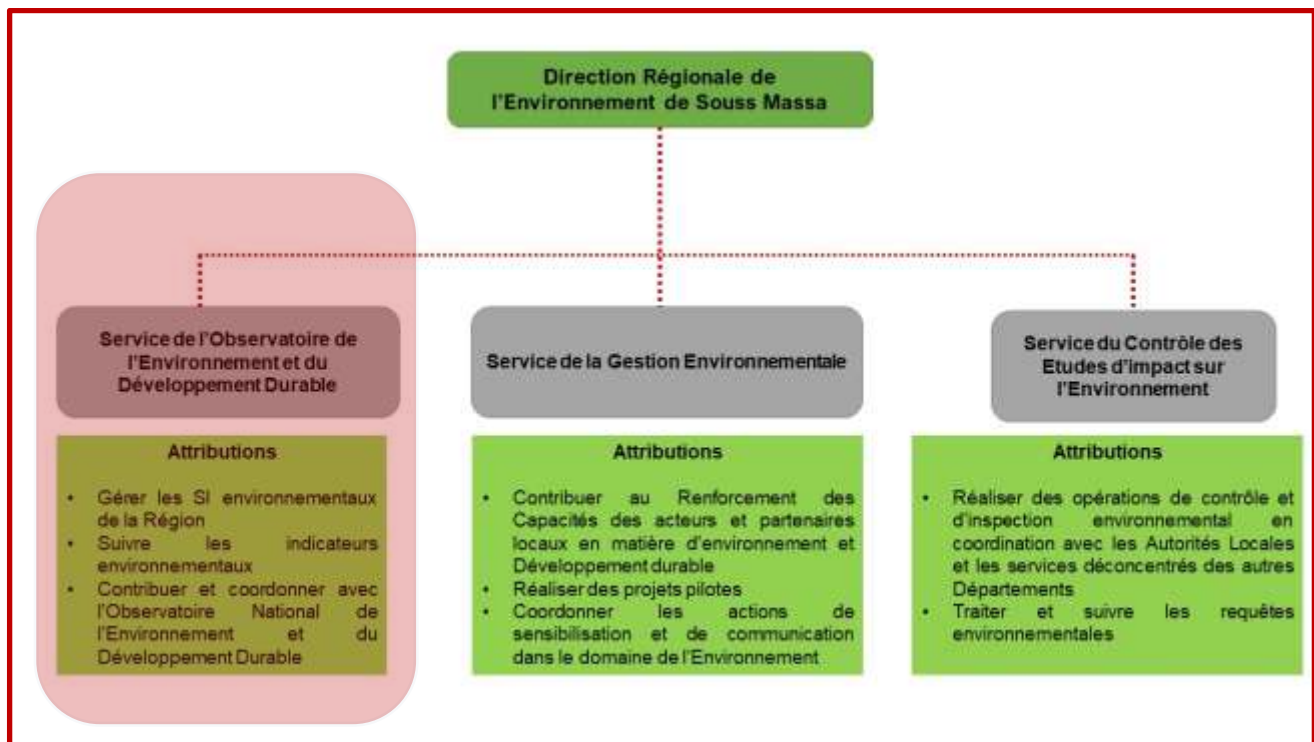 Direction Régionale de
l'Environnement de Souss Massa
Service de l'Observatoire de
l'Environnement et du
Développement Durable
Attributions
• Gérer les SI environnementaux
de la Région
• Suivre les indicateurs
environnementaux
• Contribuer et coordonner avec
l'Observatoire National de
l'Environnement et du
Développement Durable
Service de la Gestion Environnementale
Attributions
• Contribuer au Renforcement des
Capacités des acteurs et partenaires
locaux en matière d'environnement et
Développement durable
• Réaliser des projets pilotes
• Coordonner les actions de
sensibilisation et de communication
dans le domaine de l'Environnement
Service du Contrôle des
Etudes d'impact sur
l'Environnement
Attributions
• Réaliser des opérations de contrôle et
d'inspection environnemental en
coordination avec les Autorités Locales
et les services déconcentrés des autres
Départements
• Traiter et suivre les requêtes
environnementales